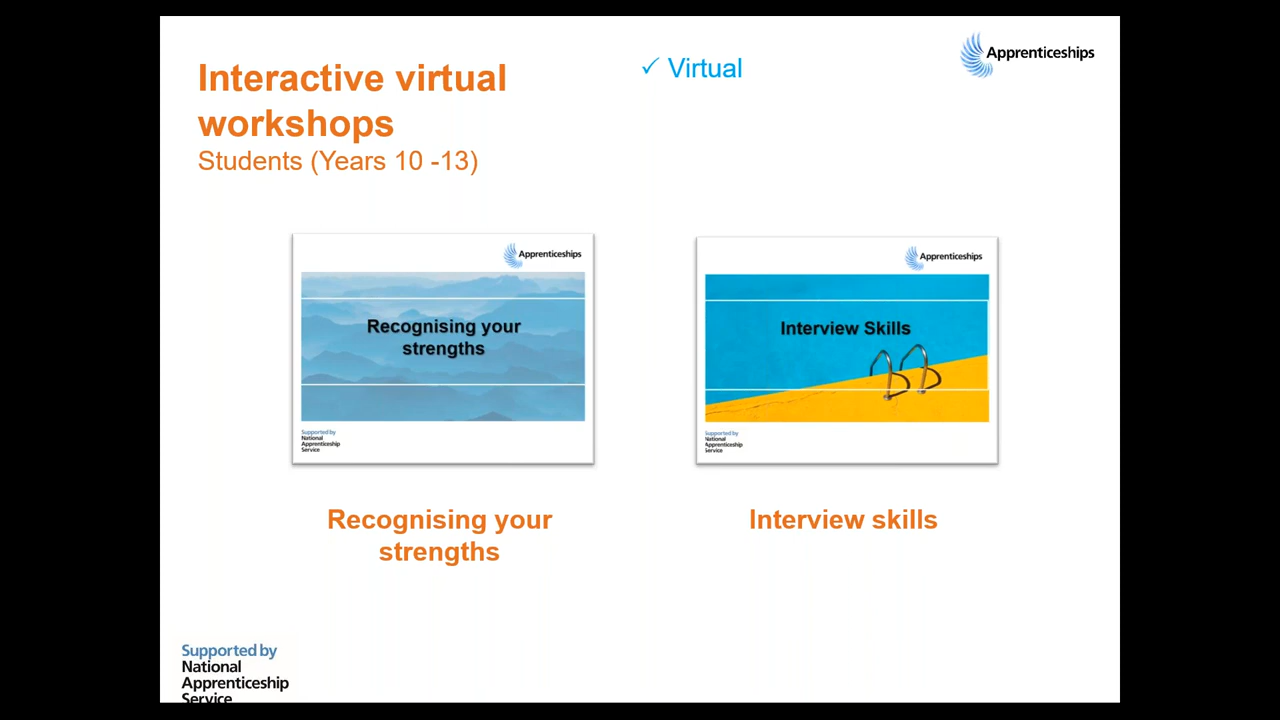 Interactive virtual
workshops
Students (Years 10 -13)
✓ Virtual
Apprenticeships
Apprenticeships
Recognising your
strengths
Supported by
National
Apprenticeship
Service
Apprenticeships
Interview Skills
Supported by
National
Apprenticeship
Service
Recognising your
strengths
Interview skills
Supported by
National
Apprenticeship
Service